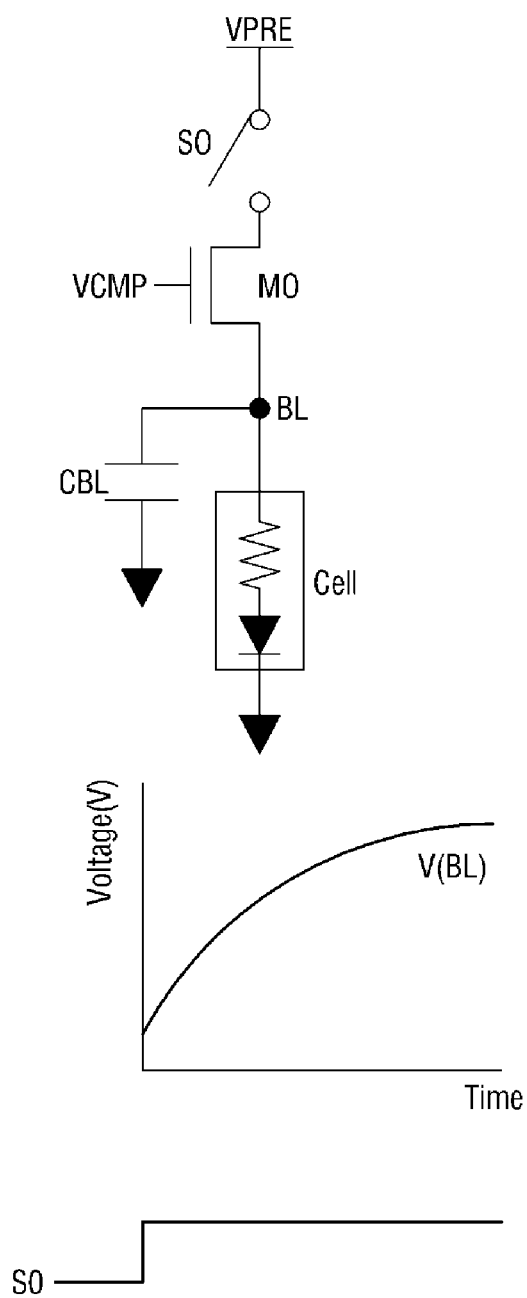 VPRE
SO
VCMP
MO
BL
CBL
Cell
Voltage(V)
V(BL)
Time
SO